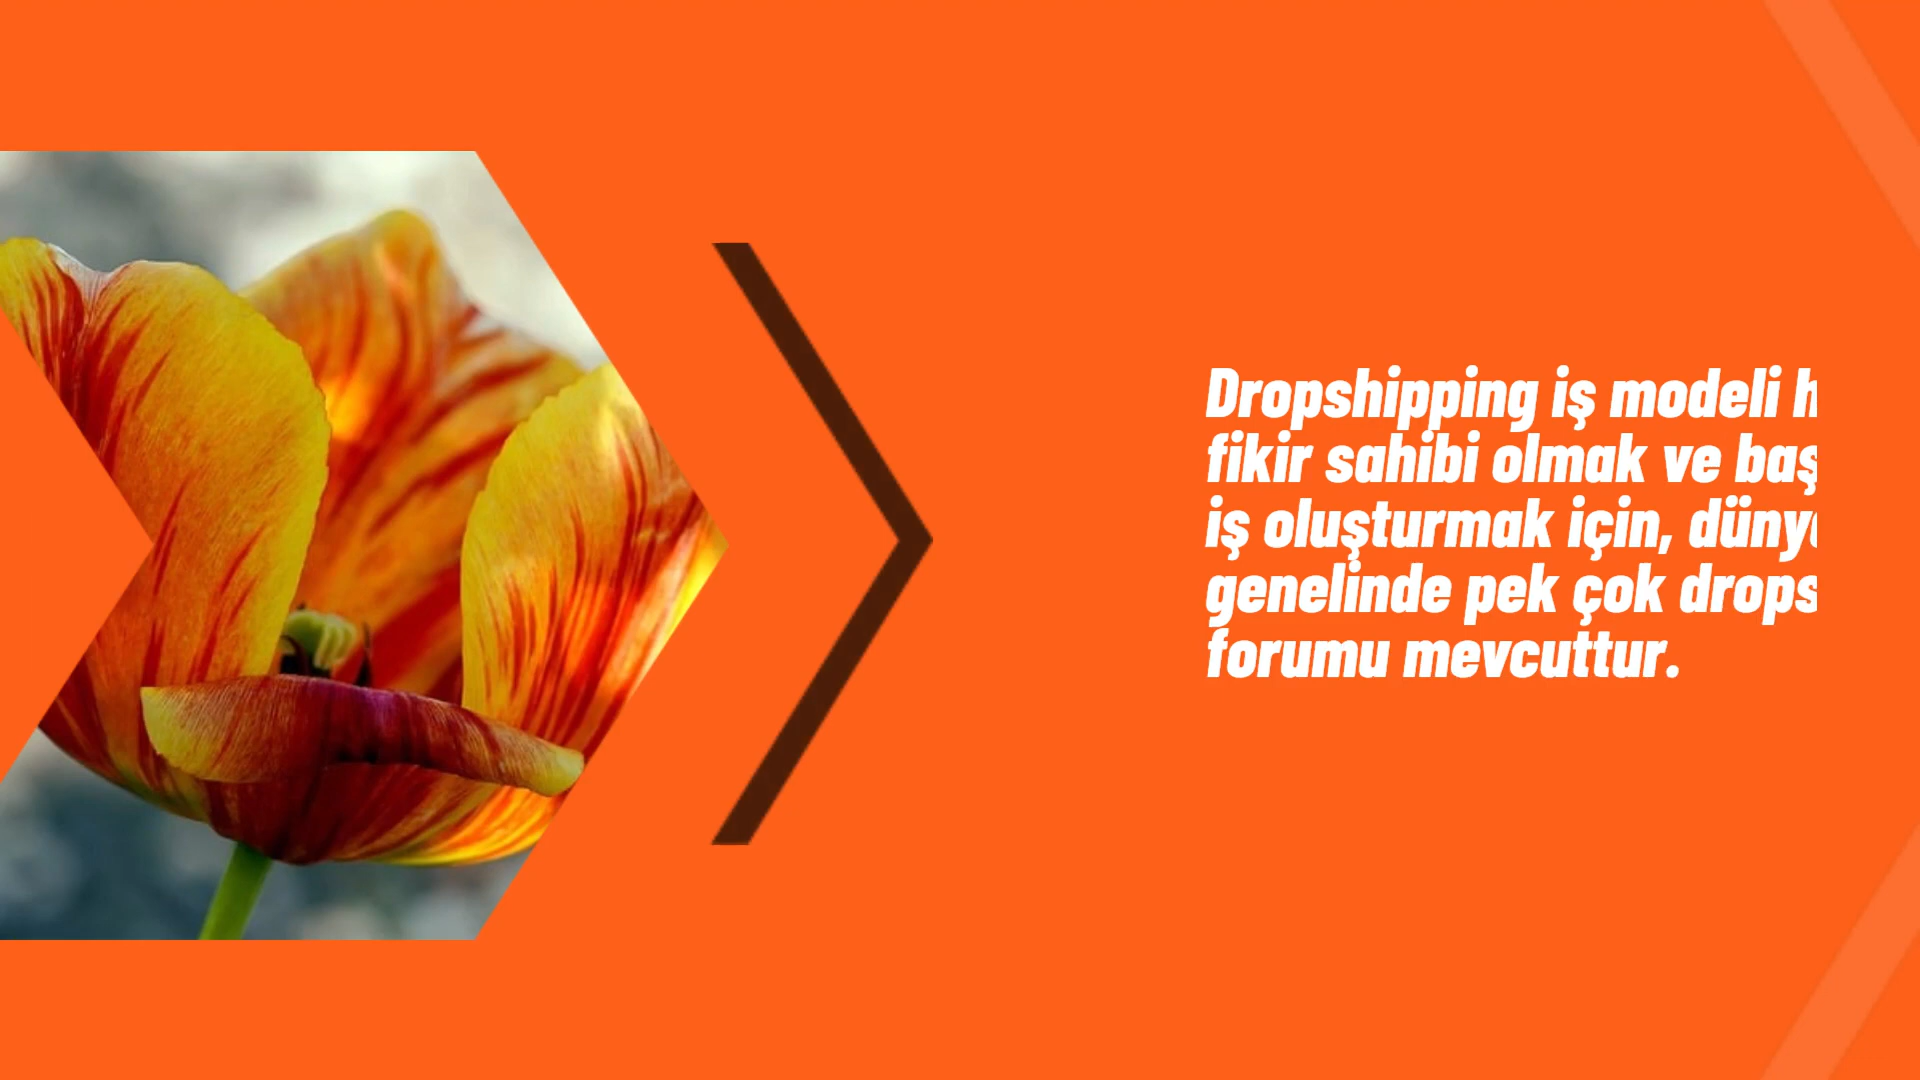 Dropshipping iş modeli
fikir sahibi olmak ve
iş oluşturmak için,
genelinde pek çok
forumu mevcuttur.